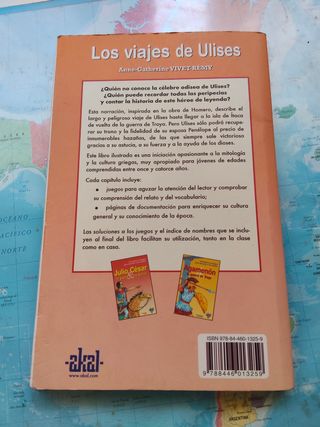 Los viajes de Ulises
Anne-Catherine VIVET-RÉMY
¿Quién no conoce la célebre odisea de Ulises?
¿Quién puede recordar todas las peripecias
y contar la historia de este héroe de leyenda?
Esta narración, inspirada en la obra de Homero, describe el
largo y peligroso viaje de Ulises hasta llegar a la isla de Ítaca
de vuelta de la guerra de Troya. Pero Ulises sólo podrá recupe-
rar su trono y la fidelidad de su esposa Penélope al precio de
innumerables hazañas, de las que siempre sale victorioso
gracias a su astucia, a su fuerza y a la ayuda de los dioses.
Este libro ilustrado es una iniciación apasionante a la mitología
y la cultura griegas, muy apropiado para jóvenes de edades
comprendidas entre once y catorce años.
Cada capítulo incluye:
• juegos para aguzar la atención del lector y comprobar
su comprensión del relato y del vocabulario;
• páginas de documentación para enriquecer su cultura
general y su conocimiento de la época.
Las soluciones a los juegos y el índice de nombres que se inclu-
yen al final del libro facilitan su utilización, tanto en la clase
como en casa.
Julio César
-akal-
www.akal.com
ISBN 978-84-460-1325-9
9 788446 013259
OCÉANO
ARGENTINA